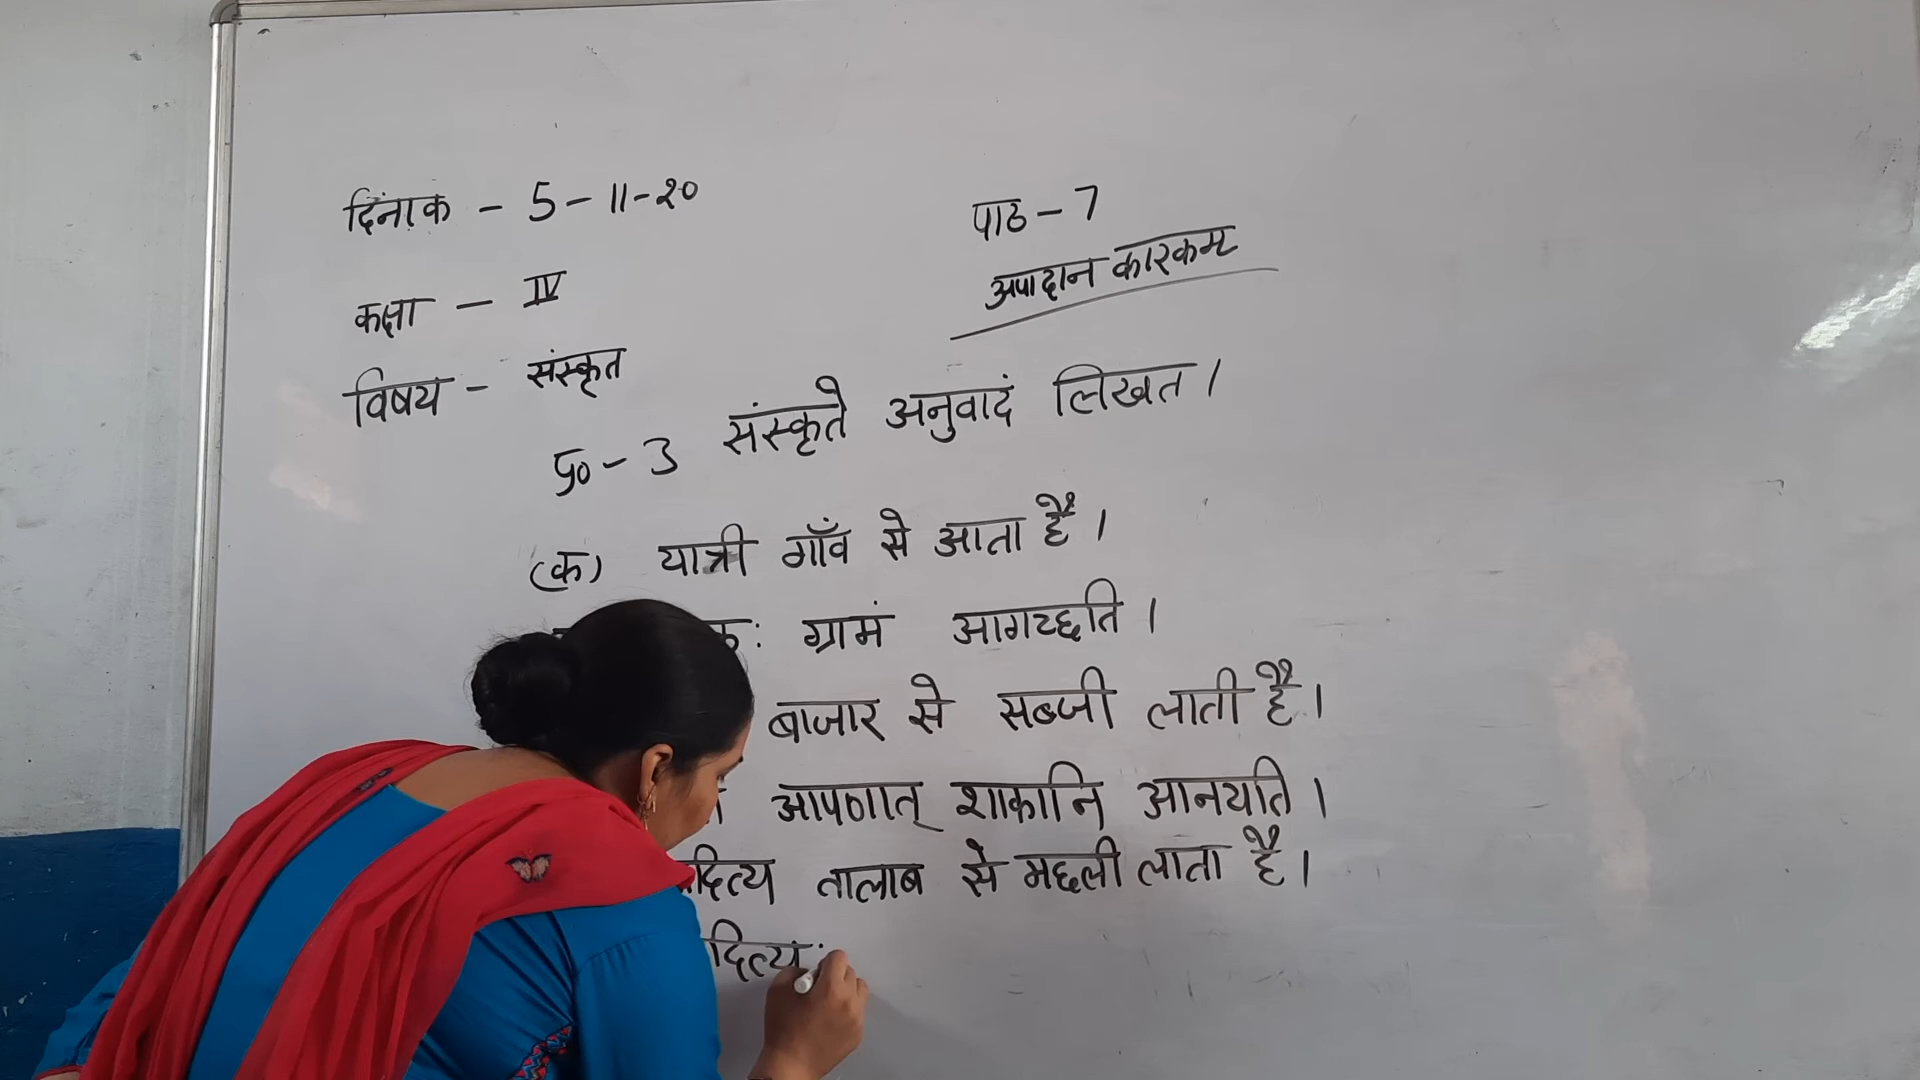 दिंनाक - 5-11-20
पाठ - 7
अपादान कारकम्
कक्षा - IV
विषय - संस्कृत
प्र० - 3 संस्कृते अनुवादं लिखत ।
(क) यात्री गाँव से आता है ।
ग्रामं आगच्छति ।
बाजार से सब्जी लाती है ।
आपणात् शाकानि आनयति ।
तालाब से मछली लाता है ।